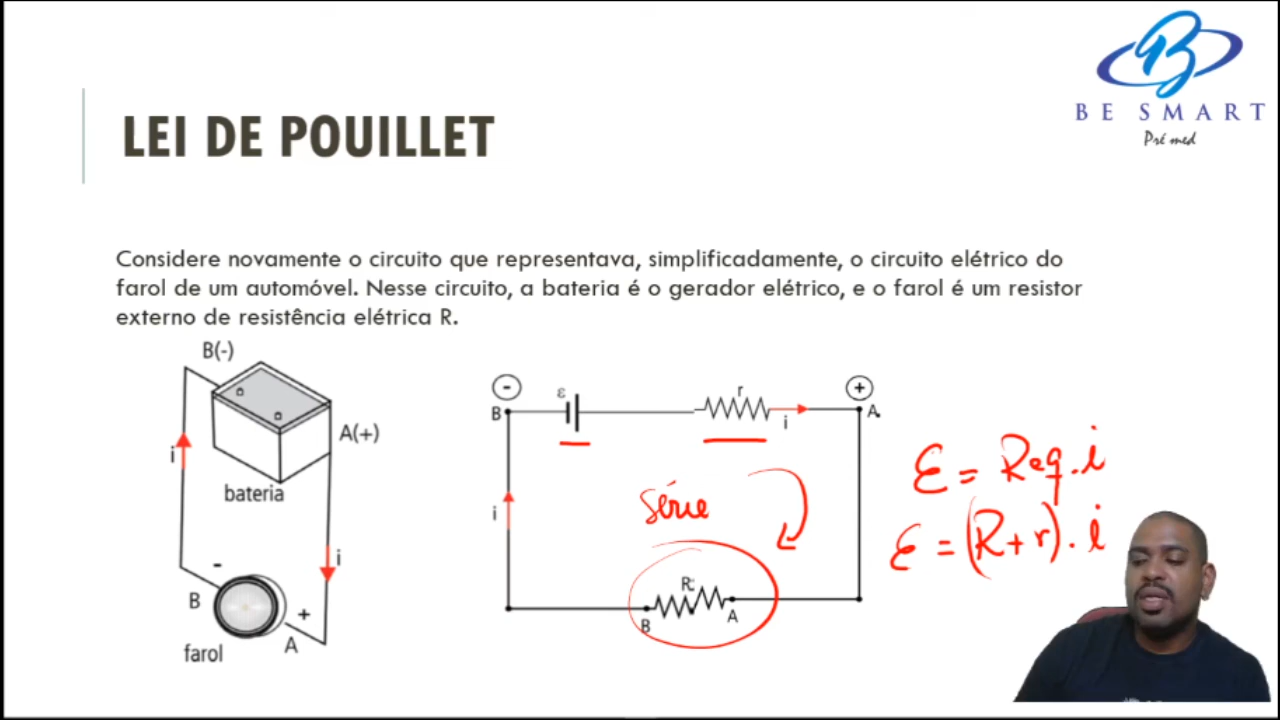 BE SMART
Pré med
LEI DE POUILLET
Considere novamente o circuito que representava, simplificadamente, o circuito elétrico do
farol de um automóvel. Nesse circuito, a bateria é o gerador elétrico, e o farol é um resistor
externo de resistência elétrica R.
B(-)
A(+)
i
bateria
i
-
B
+
A
farol
-
ε
r
+
B
A
i
i
série
R
B
A
ε = Req.i
ε = (R+r).i